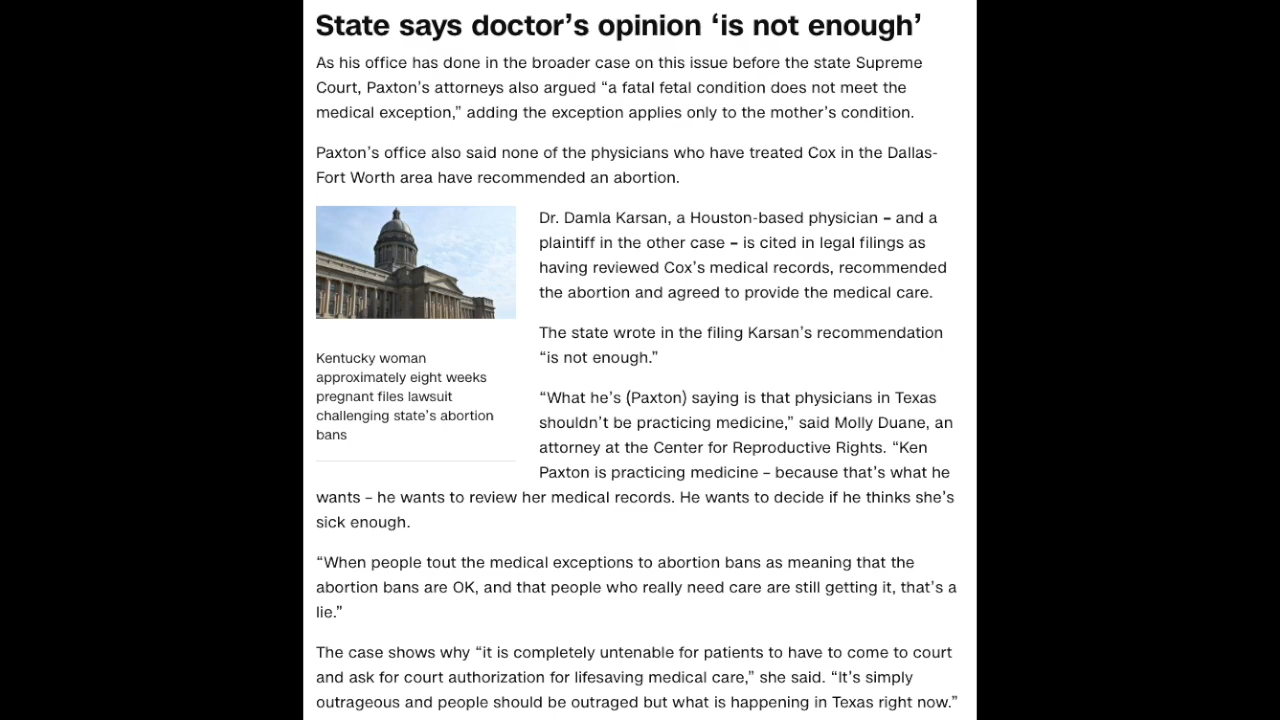 State says doctor’s opinion ‘is not enough’
As his office has done in the broader case on this issue before the state Supreme
Court, Paxton’s attorneys also argued “a fatal fetal condition does not meet the
medical exception,” adding the exception applies only to the mother’s condition.
Paxton’s office also said none of the physicians who have treated Cox in the Dallas-
Fort Worth area have recommended an abortion.
Dr. Damla Karsan, a Houston-based physician – and a
plaintiff in the other case – is cited in legal filings as
having reviewed Cox’s medical records, recommended
the abortion and agreed to provide the medical care.
The state wrote in the filing Karsan’s recommendation
“is not enough.”
Kentucky woman
approximately eight weeks
pregnant files lawsuit
challenging state’s abortion
bans
“What he’s (Paxton) saying is that physicians in Texas
shouldn’t be practicing medicine,” said Molly Duane, an
attorney at the Center for Reproductive Rights. “Ken
Paxton is practicing medicine – because that’s what he
wants – he wants to review her medical records. He wants to decide if he thinks she’s
sick enough.
“When people tout the medical exceptions to abortion bans as meaning that the
abortion bans are OK, and that people who really need care are still getting it, that’s a
lie.”
The case shows why “it is completely untenable for patients to have to come to court
and ask for court authorization for lifesaving medical care,” she said. “It’s simply
outrageous and people should be outraged but what is happening in Texas right now.”